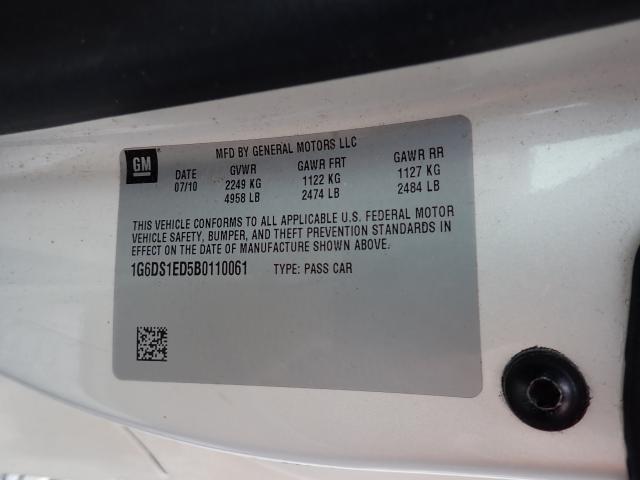 GM
MFD BY GENERAL MOTORS LLC
DATE GVWR GAWR FRT GAWR RR
07/10 2249 KG 1122 KG 1127 KG
4958 LB 2474 LB 2484 LB
THIS VEHICLE CONFORMS TO ALL APPLICABLE U.S. FEDERAL MOTOR
VEHICLE SAFETY, BUMPER, AND THEFT PREVENTION STANDARDS IN
EFFECT ON THE DATE OF MANUFACTURE SHOWN ABOVE.
1G6DS1ED5B0110061 TYPE: PASS CAR